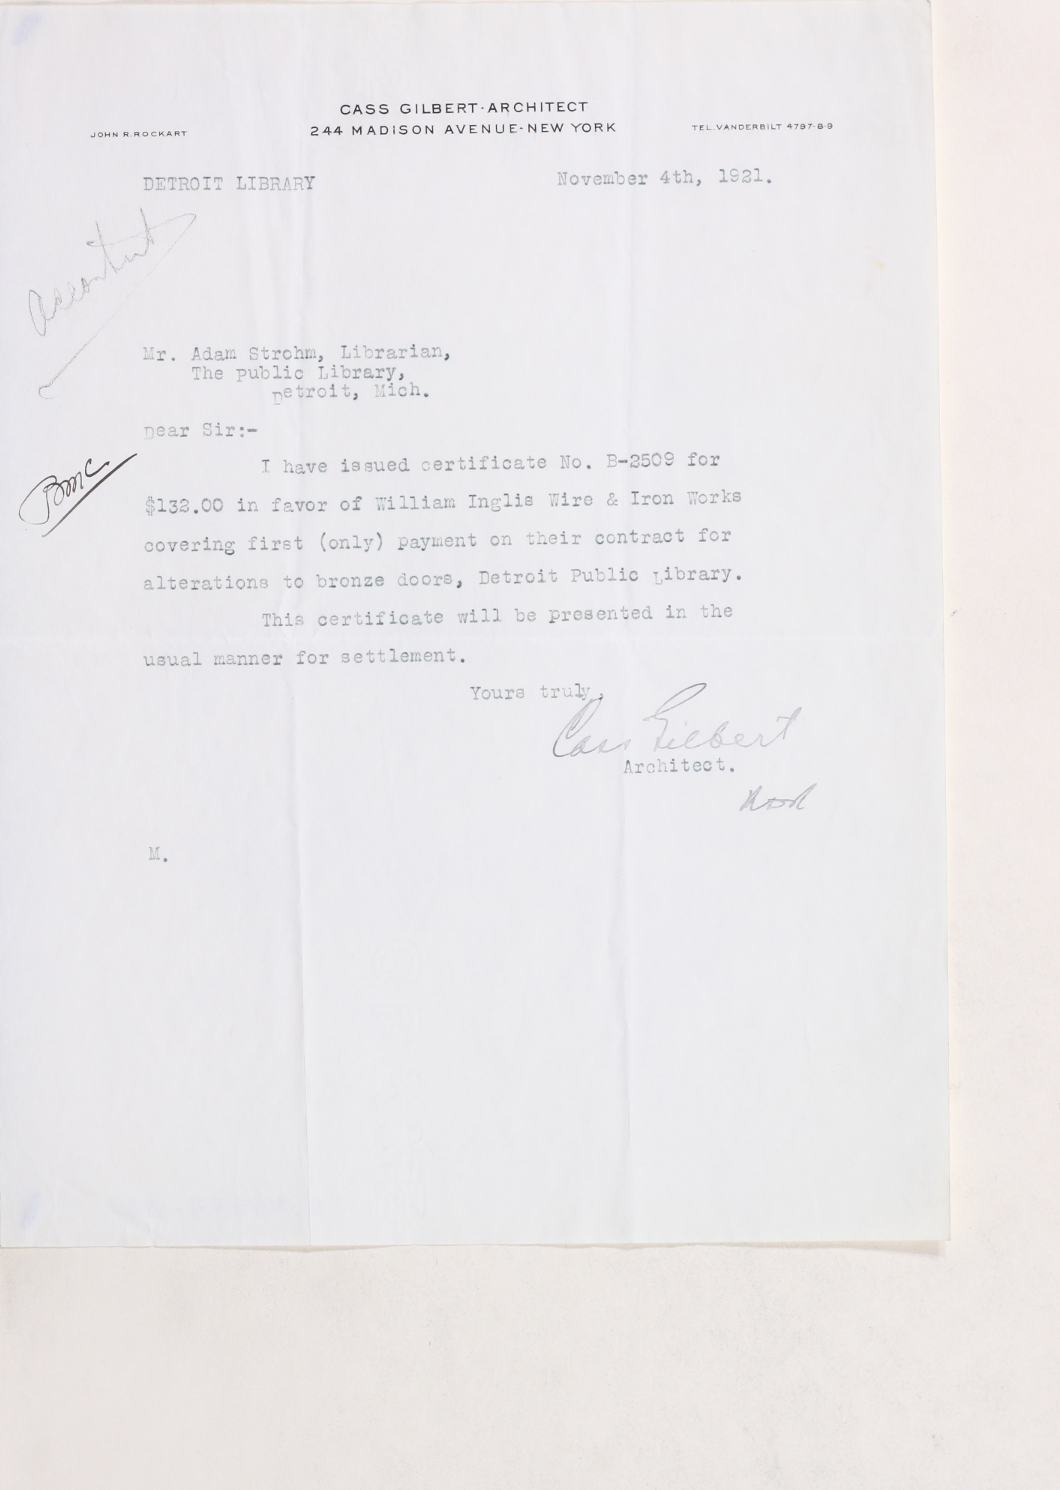 CASS GILBERT·ARCHITECT
JOHN R. ROCKART
244 MADISON AVENUE-NEW YORK
TEL. VANDERBILT 4797-8-9
DETROIT LIBRARY
November 4th, 1921.
Mr. Adam Strohm, Librarian,
The public Library,
Detroit, Mich.
Dear Sir:-
BMC
I have issued certificate No. B-2509 for
$132.00 in favor of William Inglis Wire & Iron Works
covering first (only) payment on their contract for
alterations to bronze doors, Detroit Public Library.
This certificate will be presented in the
usual manner for settlement.
Yours truly,
Cass Gilbert
Architect.
M.